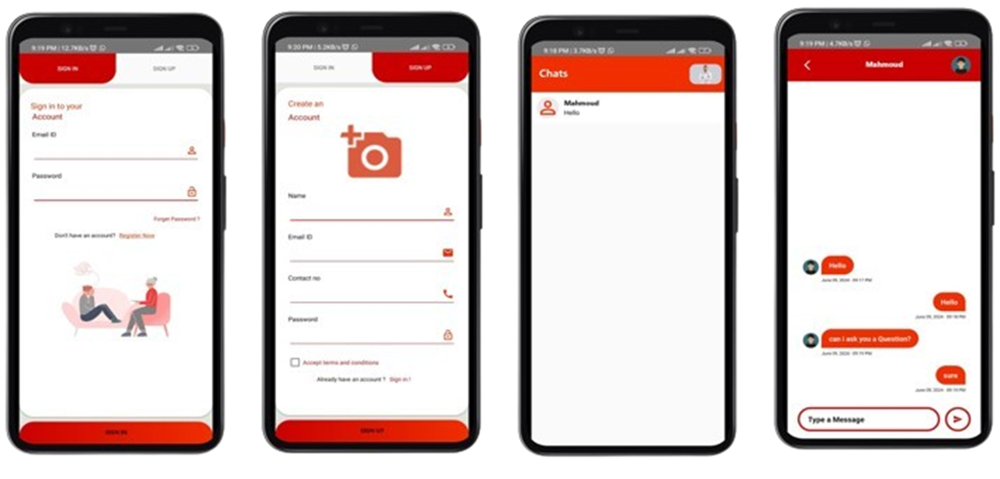 9:19 PM | 12.7KB/s
SIGN IN
SIGN UP
Sign in to your
Account
Email ID
Password
Forget Password ?
Don't have an account? Register Now
SIGN IN
9:20 PM | 5.2KB/s
SIGN IN
SIGN UP
Create an
Account
Name
Email ID
Contact no
Password
Accept terms and conditions
Already have an account ? Sign in !
SIGN UP
9:18 PM | 3.7KB/s
Chats
Mahmoud
Hello
9:19 PM | 4.7KB/s
Mahmoud
Hello
June 09, 2024 - 09:17 PM
Hello
June 09, 2024 - 09:18 PM
can i ask you a Question?
June 09, 2024 - 09:19 PM
sure
June 09, 2024 - 09:19 PM
Type a Message